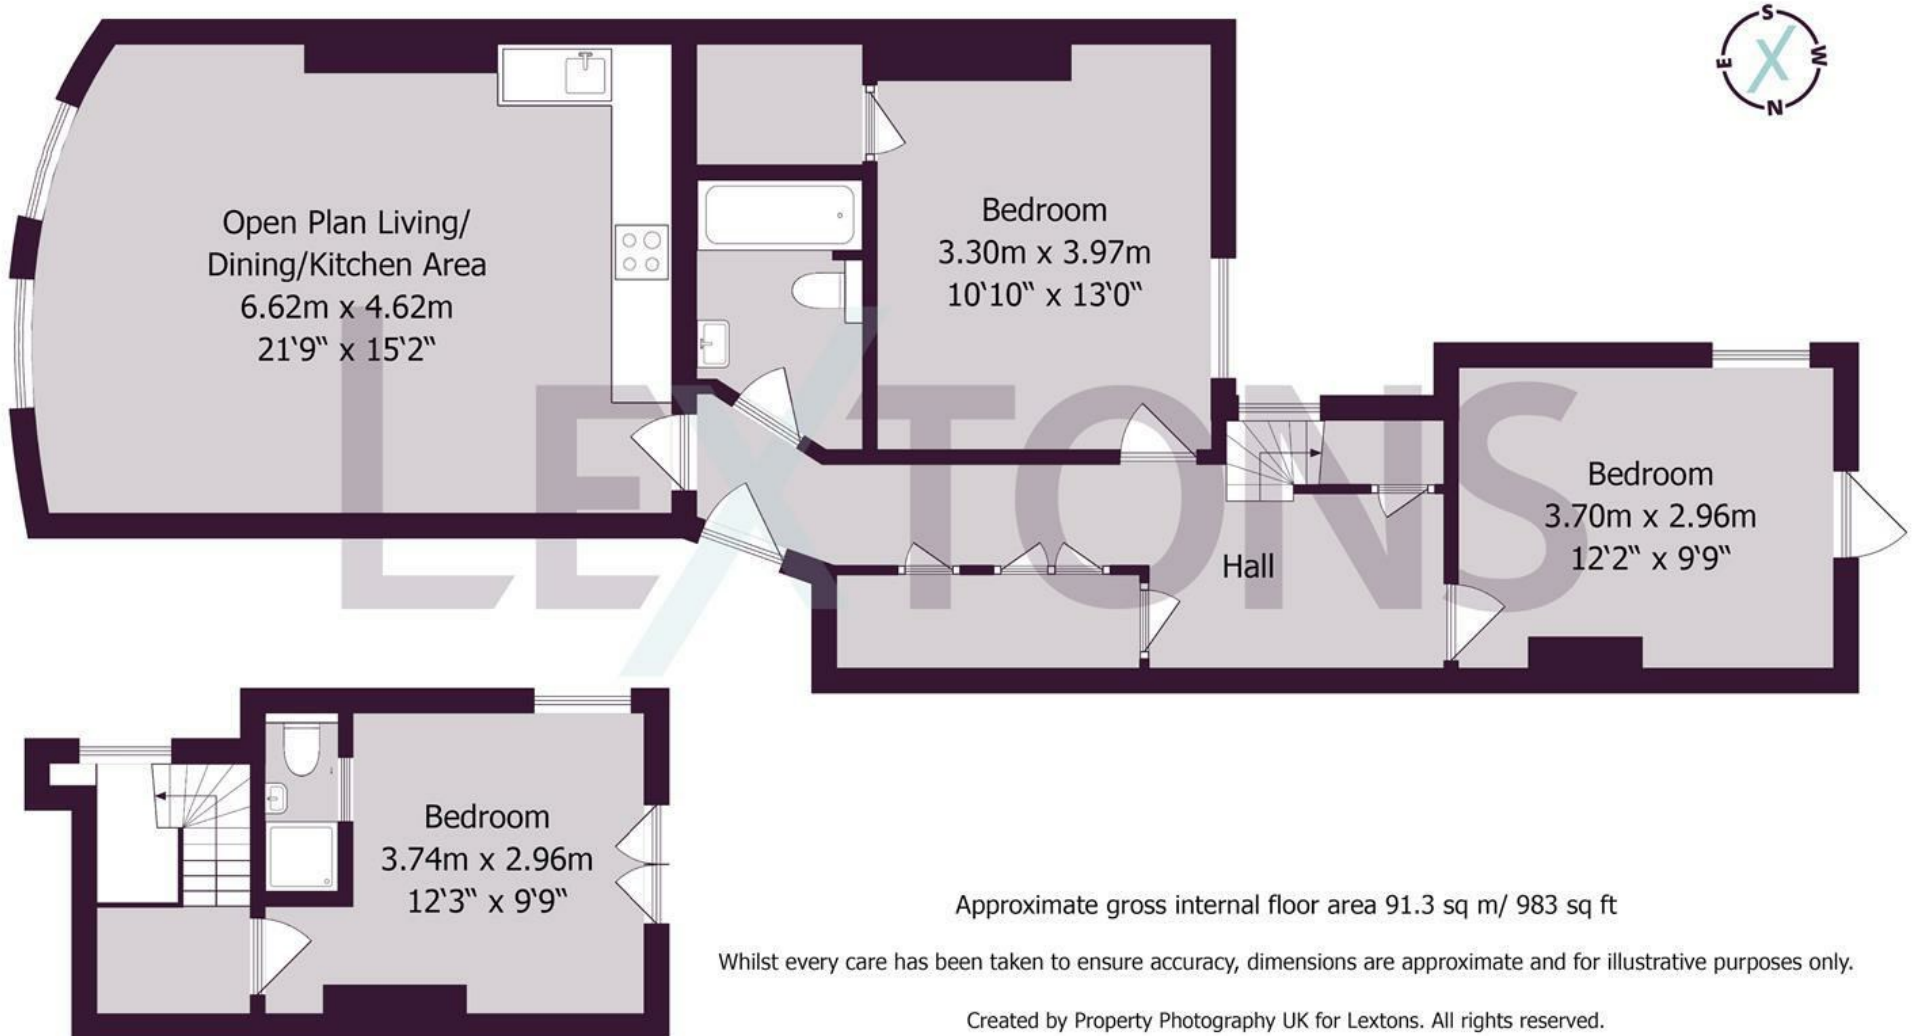 S
E
W
N
X
Open Plan Living/
Dining/Kitchen Area
6.62m x 4.62m
21‘9“ x 15‘2“
Bedroom
3.30m x 3.97m
10‘10“ x 13‘0“
Bedroom
3.70m x 2.96m
12‘2“ x 9‘9“
Hall
LEXTONS
Bedroom
3.74m x 2.96m
12‘3“ x 9‘9“
Approximate gross internal floor area 91.3 sq m/ 983 sq ft
Whilst every care has been taken to ensure accuracy, dimensions are approximate and for illustrative purposes only.
Created by Property Photography UK for Lextons. All rights reserved.